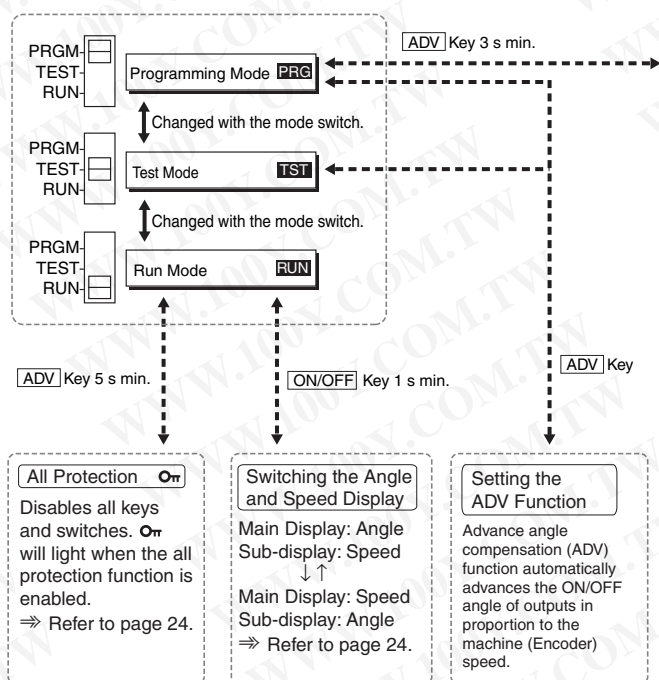 ADV Key 3 s min.
PRGM
TEST
RUN
Programming Mode PRG
Changed with the mode switch.
PRGM
TEST
RUN
Test Mode TST
Changed with the mode switch.
PRGM
TEST
RUN
Run Mode RUN
ADV Key 5 s min.
ON/OFF Key 1 s min.
ADV Key
All Protection
Disables all keys
and switches.
will light when the all
protection function is
enabled.
⇒ Refer to page 24.
Switching the Angle
and Speed Display
Main Display: Angle
Sub-display: Speed
↓↑
Main Display: Speed
Sub-display: Angle
⇒ Refer to page 24.
Setting the
ADV Function
Advance angle
compensation (ADV)
function automatically
advances the ON/OFF
angle of outputs in
proportion to the
machine (Encoder)
speed.
WWW.100Y.COM.TW